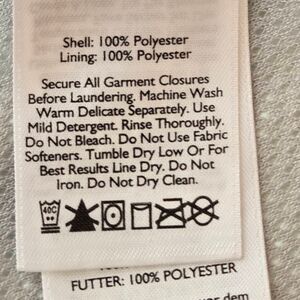 Shell: 100% Polyester
Lining: 100% Polyester
Secure All Garment Closures
Before Laundering. Machine Wash
Warm Delicate Separately. Use
Mild Detergent. Rinse Thoroughly.
Do Not Bleach. Do Not Use Fabric
Softeners. Tumble Dry Low Or For
Best Results Line Dry. Do Not
Iron. Do Not Dry Clean.
40C
FUTTER: 100% POLYESTER
dem